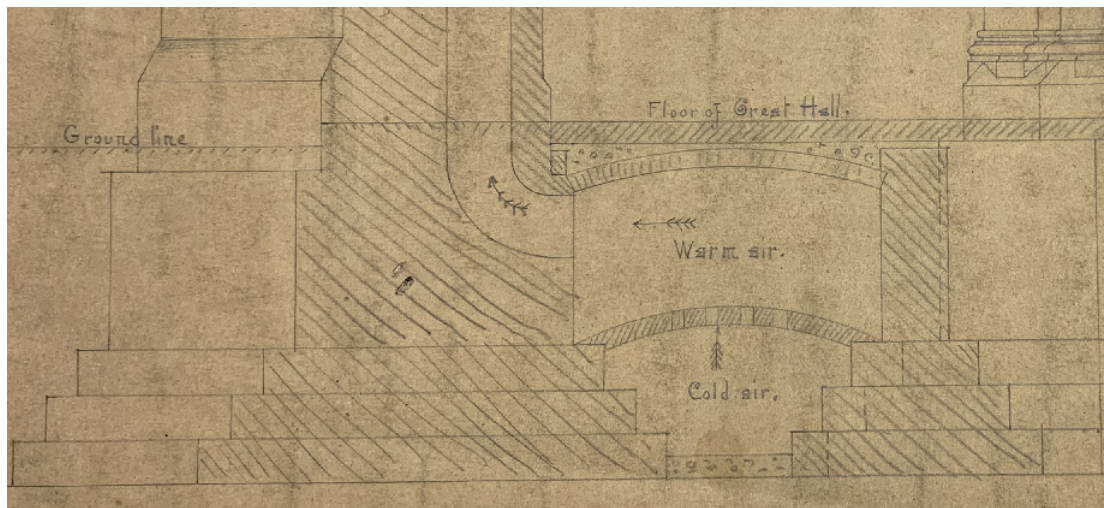 Floor of Great Hall.
Ground line
Warm air.
Cold air.